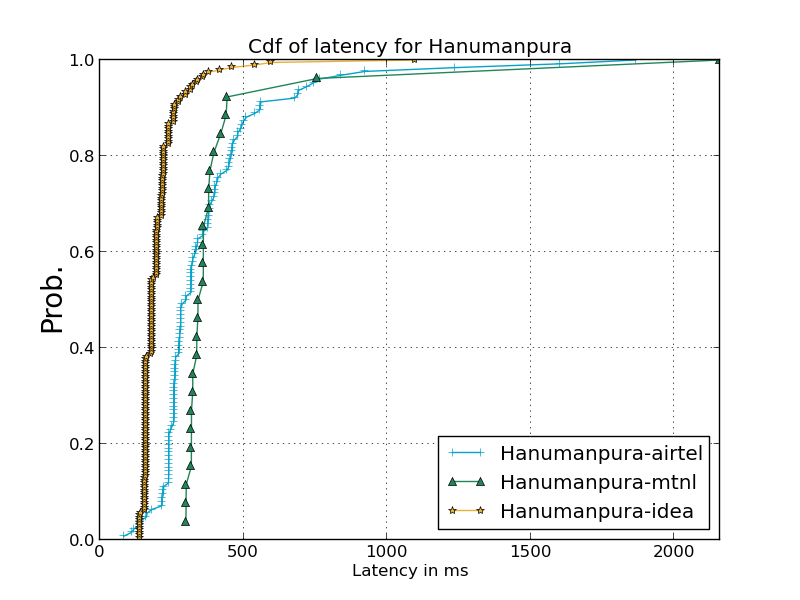 Cdf of latency for Hanumanpura
1.0
0.8
0.6
0.4
0.2
0.0
Prob.
0
500
1000
1500
2000
Latency in ms
Hanumanpura-airtel
Hanumanpura-mtnl
Hanumanpura-idea